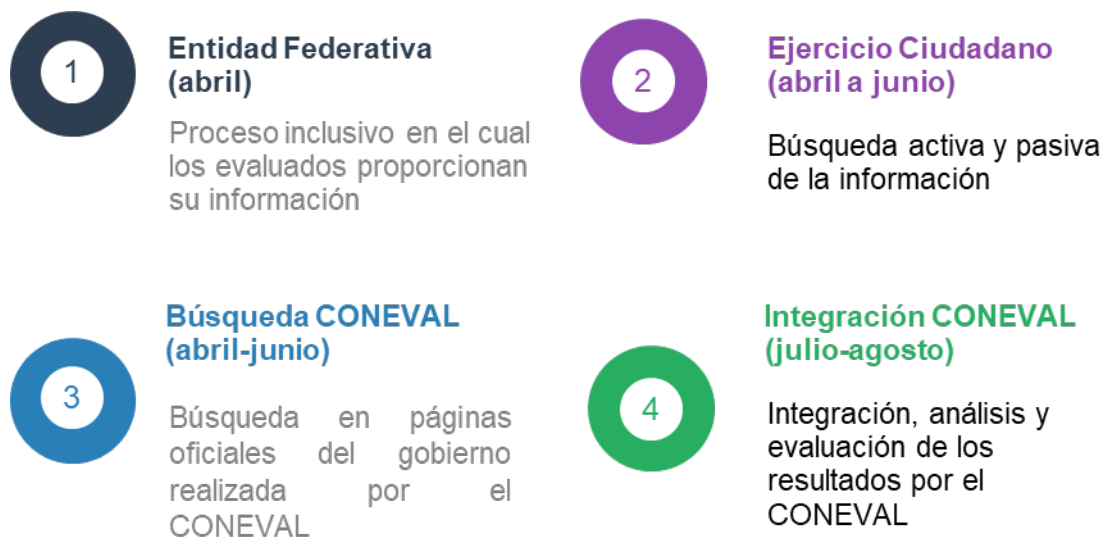 1
Entidad Federativa
(abril)
Proceso inclusivo en el cual
los evaluados proporcionan
su información
2
Ejercicio Ciudadano
(abril a junio)
Búsqueda activa y pasiva
de la información
3
Búsqueda CONEVAL
(abril-junio)
Búsqueda en páginas
oficiales del gobierno
realizada por el
CONEVAL
4
Integración CONEVAL
(julio-agosto)
Integración, análisis y
evaluación de los
resultados por el
CONEVAL